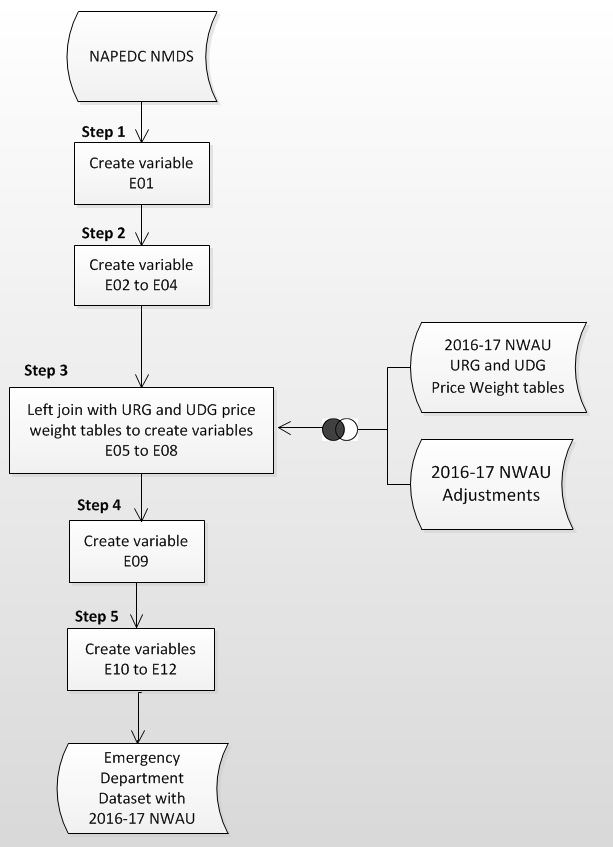 NAPEDC NMDS
Step 1
Create variable
E01
Step 2
Create variable
E02 to E04
Step 3
Left join with URG and UDG price
weight tables to create variables
E05 to E08
2016-17 NWAU
URG and UDG
Price Weight tables
2016-17 NWAU
Adjustments
Step 4
Create variable
E09
Step 5
Create variables
E10 to E12
Emergency
Department
Dataset with
2016-17 NWAU